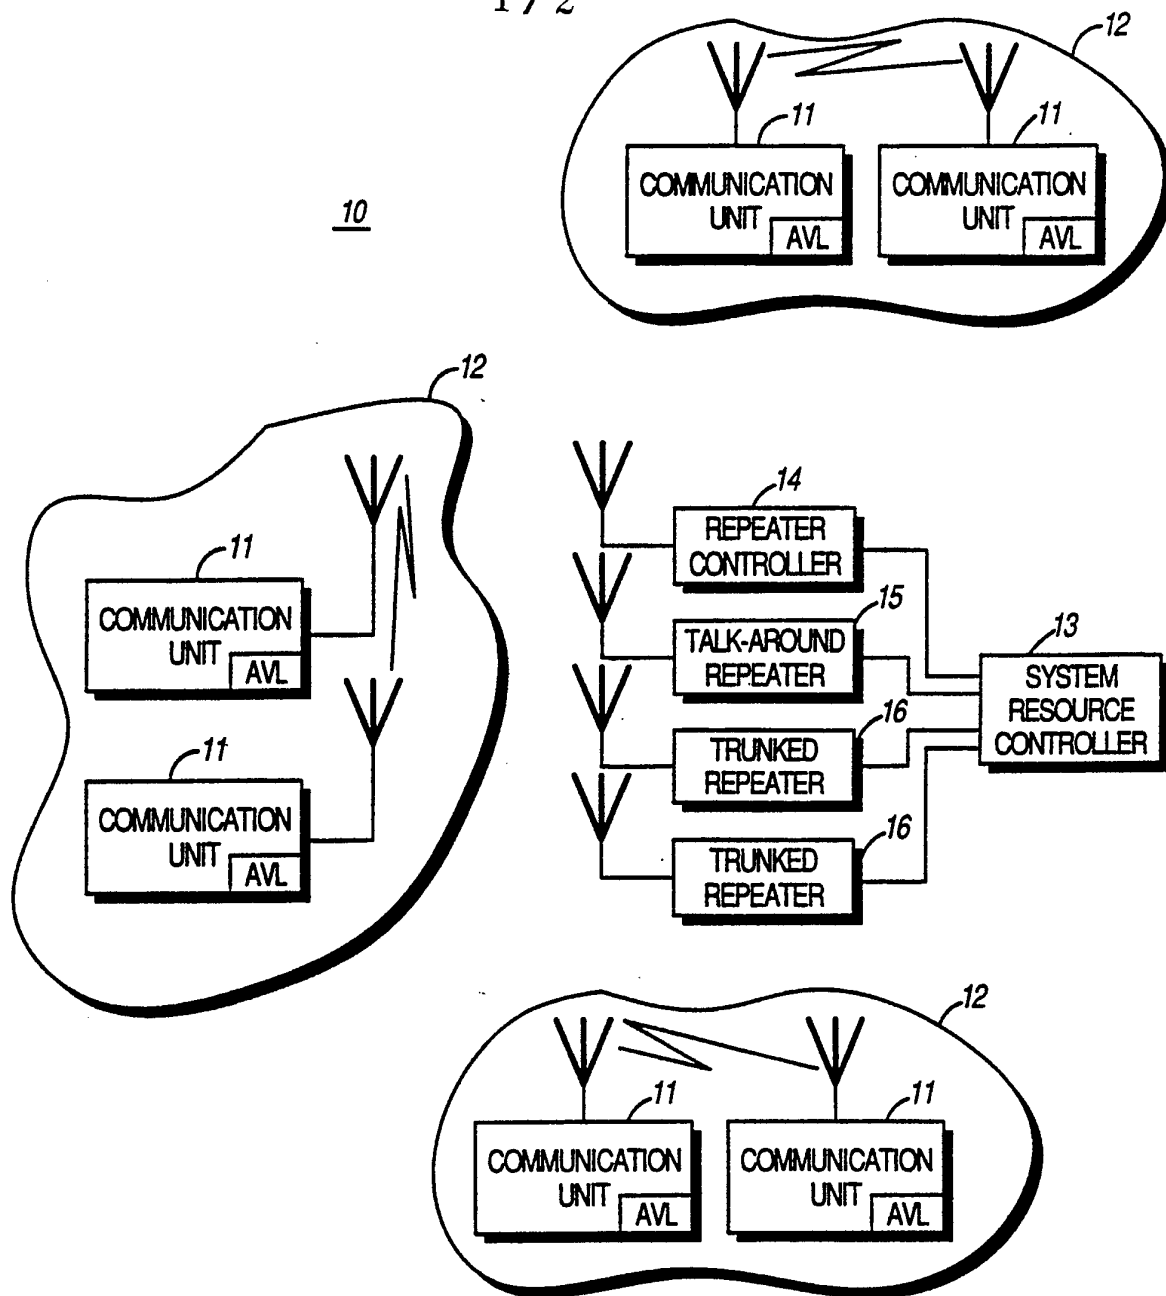 1 / 2
12
11
11
COMMUNICATION
UNIT
AVL
COMMUNICATION
UNIT
AVL
10
12
11
COMMUNICATION
UNIT
AVL
11
COMMUNICATION
UNIT
AVL
14
REPEATER
CONTROLLER
15
TALK-AROUND
REPEATER
16
TRUNKED
REPEATER
16
TRUNKED
REPEATER
13
SYSTEM
RESOURCE
CONTROLLER
12
11
11
COMMUNICATION
UNIT
AVL
COMMUNICATION
UNIT
AVL